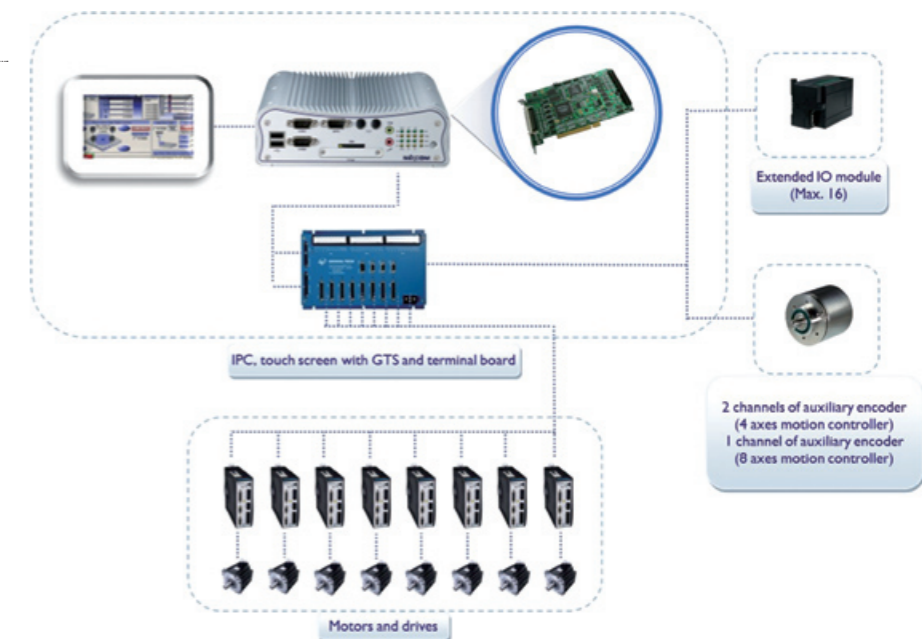 Extended IO module
(Max. 16)
IPC, touch screen with GTS and terminal board
2 channels of auxiliary encoder
(4 axes motion controller)
1 channel of auxiliary encoder
(8 axes motion controller)
Motors and drives